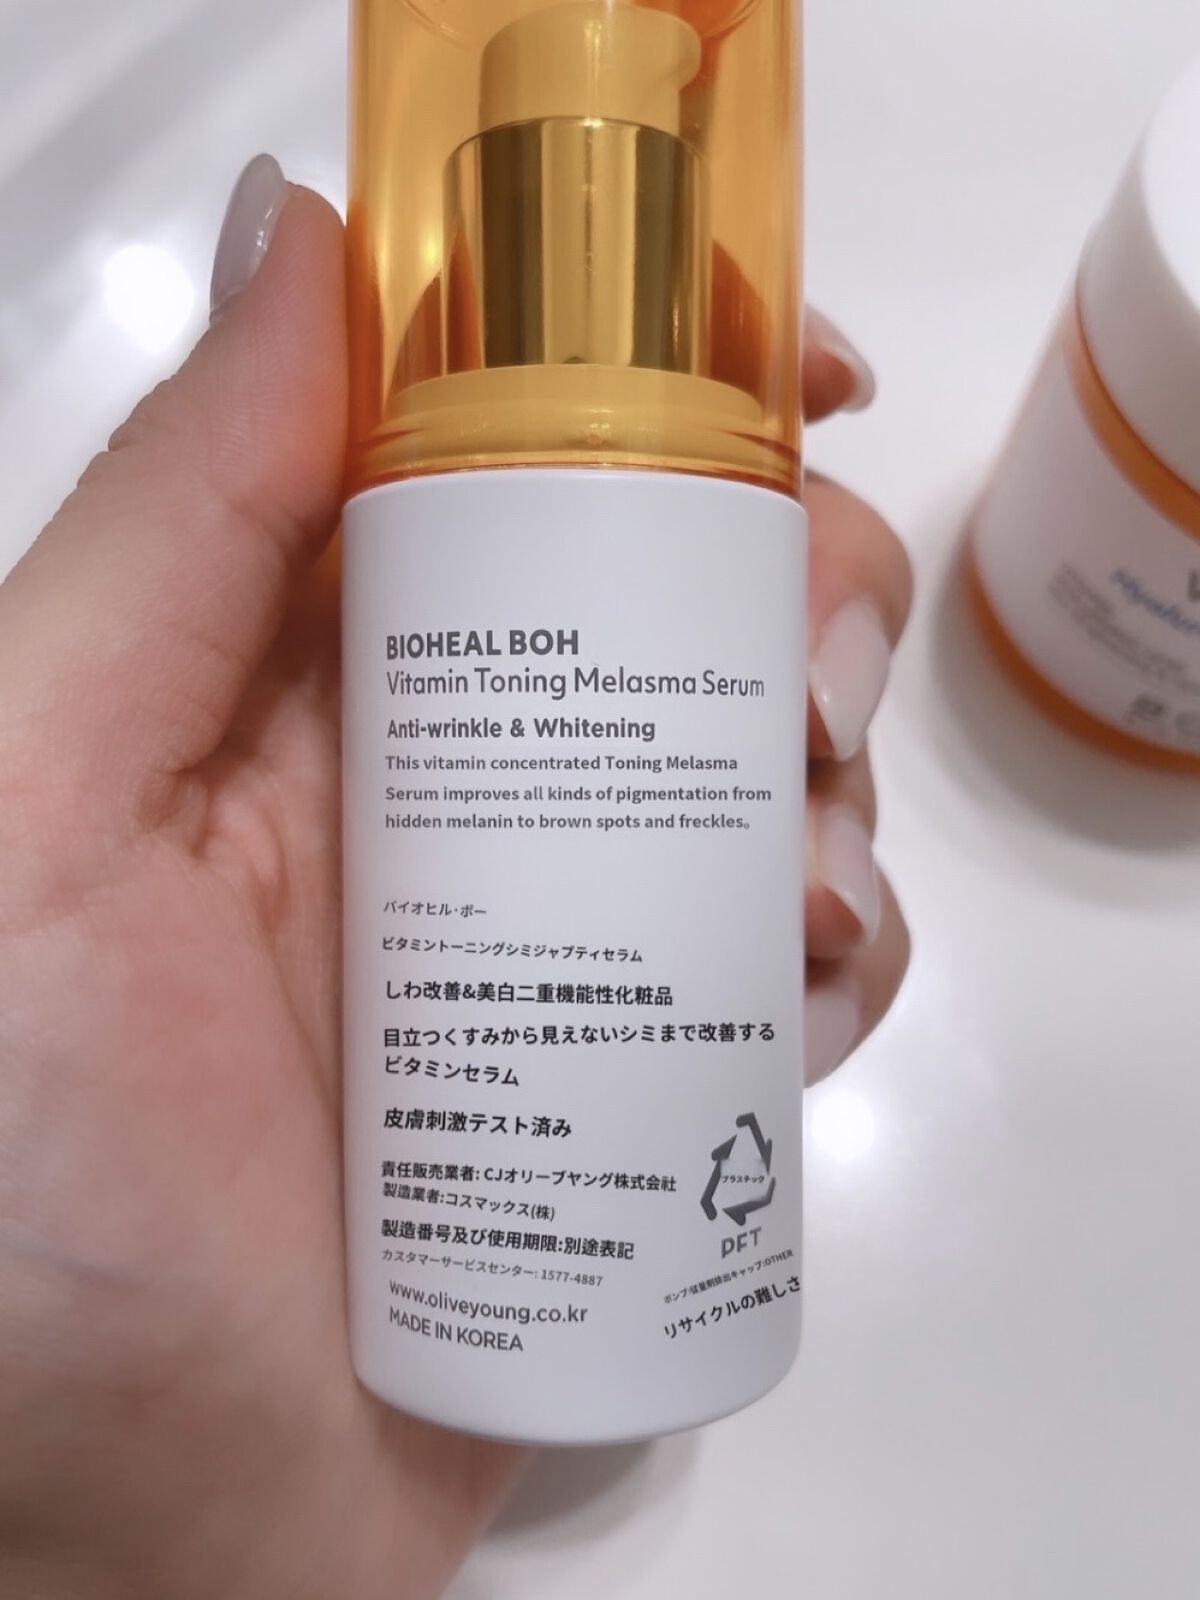 BIOHEAL BOH
Vitamin Toning Melasma Serum
Anti-wrinkle & Whitening
This vitamin concentrated Toning Melasma
Serum improves all kinds of pigmentation from
hidden melanin to brown spots and freckles。
バイオヒル·ボー
ビタミントーニングシミジャプティセラム
しわ改善&美白二重機能性化粧品
目立つくすみから見えないシミまで改善する
ビタミンセラム
皮膚刺激テスト済み
責任販売業者: CJオリーブヤング株式会社
製造業者:コスマックス(株)
製造番号及び使用期限:別途表記
カスタマーサービスセンター: 1577-4887
www.oliveyoung.co.kr
MADE IN KOREA
プラスチック
PFT
キャップ:OTHER
リサイクルの難しさ